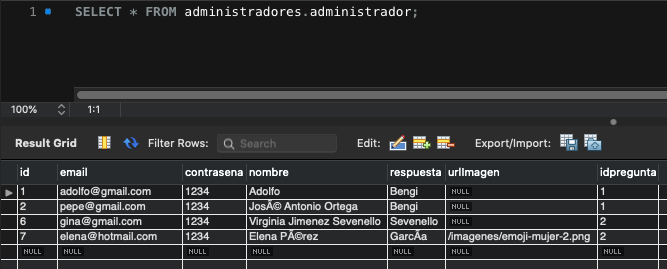 1 SELECT * FROM administradores.administrador;
100% 1:1
Result Grid Filter Rows: Search Edit: Export/Import:
id email contrasena nombre respuesta urlImagen idpregunta
1 adolfo@gmail.com 1234 Adolfo Bengi NULL 1
2 pepe@gmail.com 1234 JosÃ© Antonio Ortega Bengi NULL 1
6 gina@gmail.com 1234 Virginia Jimenez Sevenello Sevenello NULL 2
7 elena@hotmail.com 1234 Elena PÃ©rez GarcÃ­a /imagenes/emoji-mujer-2.png 2
NULL NULL NULL NULL NULL NULL NULL